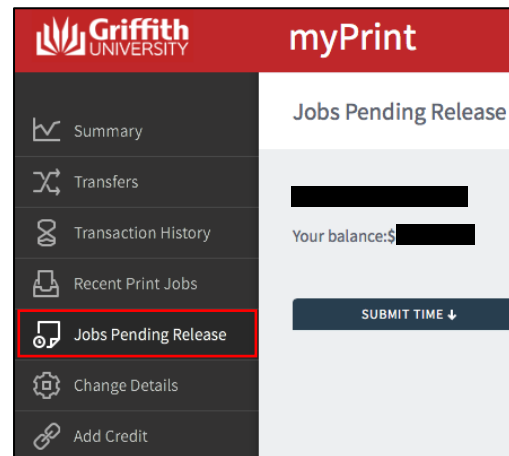 Griffith
UNIVERSITY
myPrint
Summary
Transfers
Transaction History
Recent Print Jobs
Jobs Pending Release
Change Details
Add Credit
Jobs Pending Release
Your balance:$
SUBMIT TIME ↓